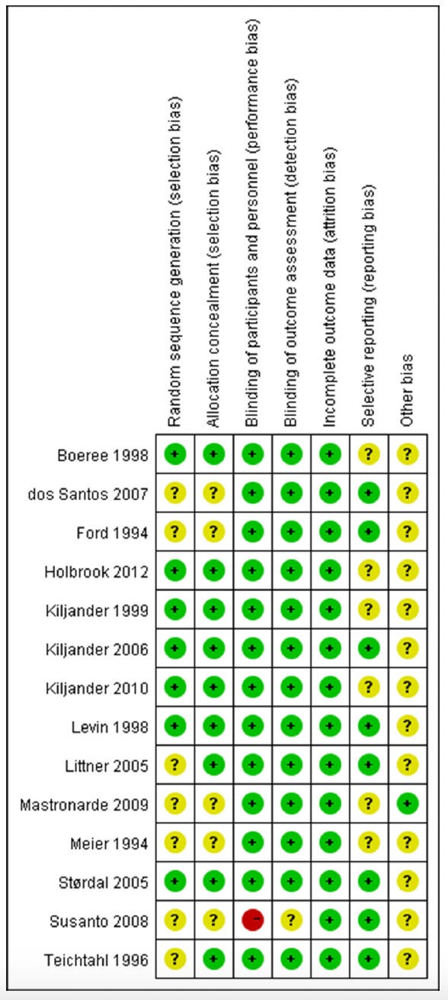 Random sequence generation (selection bias)
Allocation concealment (selection bias)
Blinding of participants and personnel (performance bias)
Blinding of outcome assessment (detection bias)
Incomplete outcome data (attrition bias)
Selective reporting (reporting bias)
Other bias
Boeree 1998 + + + + + ? ?
dos Santos 2007 ? ? + + + + ?
Ford 1994 ? ? + + + + ?
Holbrook 2012 + + + + + ? ?
Kiljander 1999 + + + + + ? ?
Kiljander 2006 + + + + + + ?
Kiljander 2010 + + + + + ? ?
Levin 1998 + + + + + + ?
Littner 2005 ? + + + + + ?
Mastronarde 2009 ? ? + + + ? +
Meier 1994 ? ? + + + ? ?
Størdal 2005 + + + + + + ?
Susanto 2008 ? ? - ? + + ?
Teichtahl 1996 ? + + + + + ?